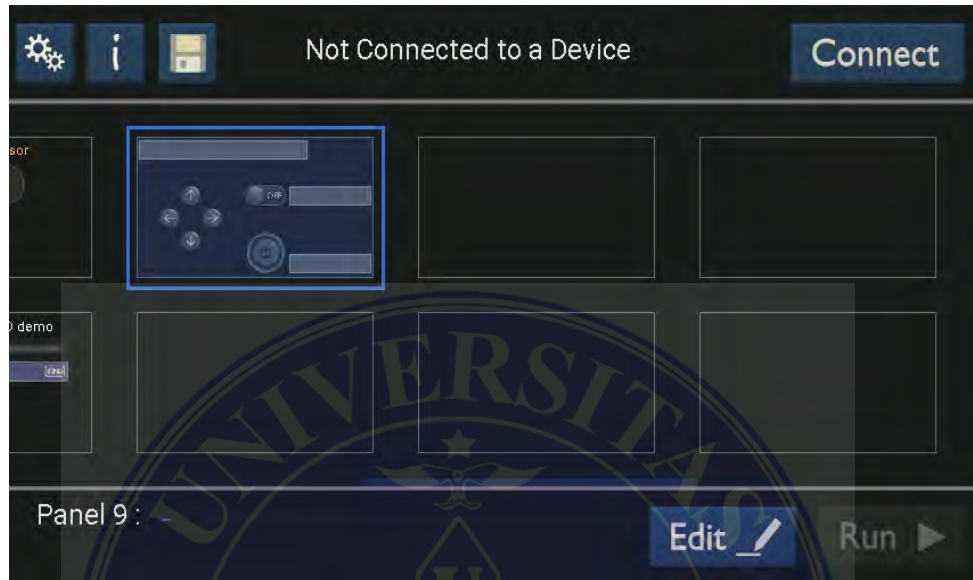 i
Not Connected to a Device
Connect
sor
OFF
demo
Panel 9 : -
Edit
Run
UNIVERSITAS
U